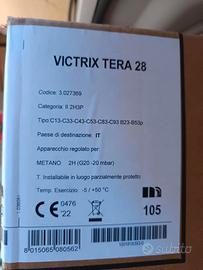 VICTRIX TERA 28
Codice: 3.027369
Categoria: II 2H3P
Tipo:C13-C33-C43-C53-C63-C83-C93 B23-B53p
Paese di destinazione: IT
Apparecchio regolato per:
METANO 2H (G20 -20 mbar)
T. Installabile in luogo parzialmente protetto
Temp. Esercizio: -5 / +50 °C
CE 0476
'22
105
8 015065 080562
subito